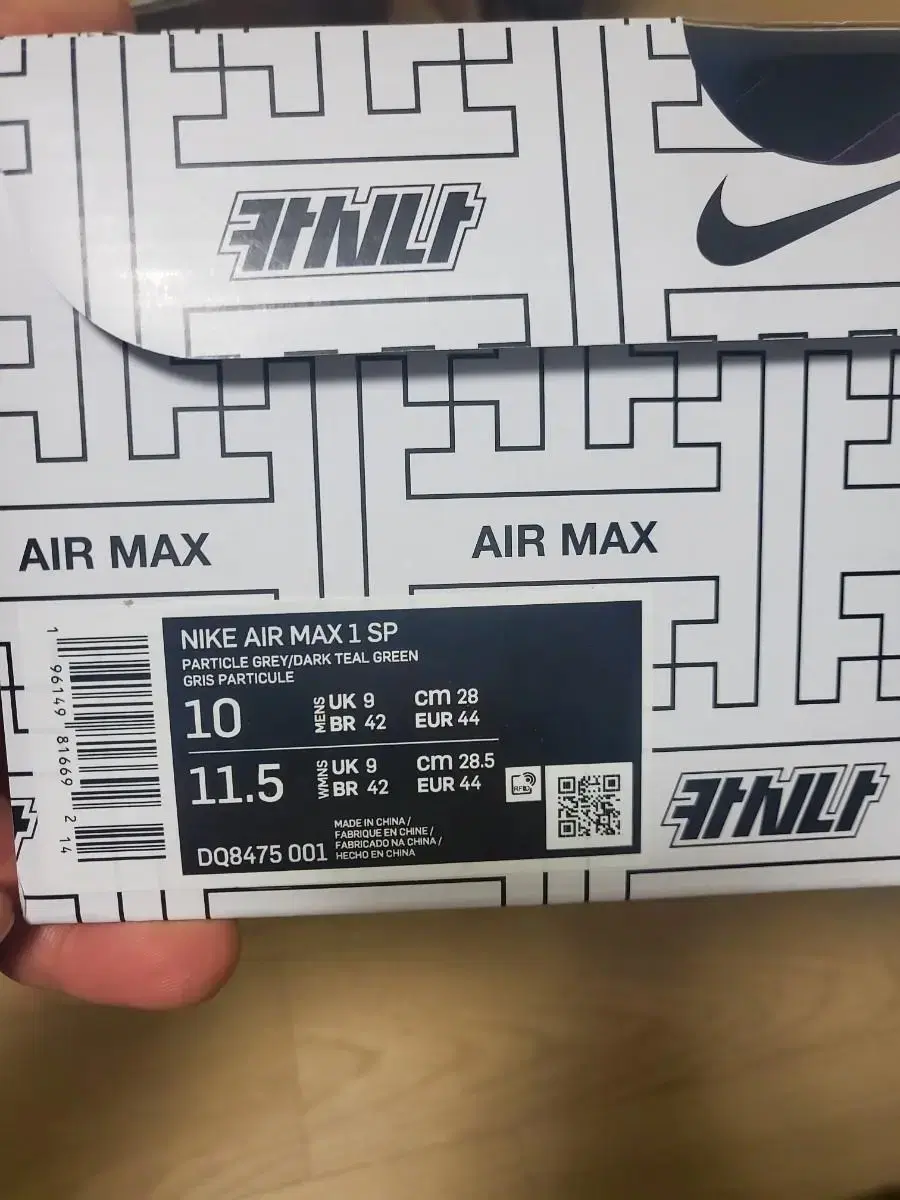 카시나
AIR MAX
AIR MAX
NIKE AIR MAX 1 SP
PARTICLE GREY/DARK TEAL GREEN
GRIS PARTICULE
10 MENS UK 9 cm 28
BR 42 EUR 44
11.5 WMNS UK 9 cm 28.5
BR 42 EUR 44
RFID
MADE IN CHINA /
FABRIQUE EN CHINE /
FABRICADO NA CHINA /
HECHO EN CHINA
DQ8475 001
1 96149 81669 2 14
카시나